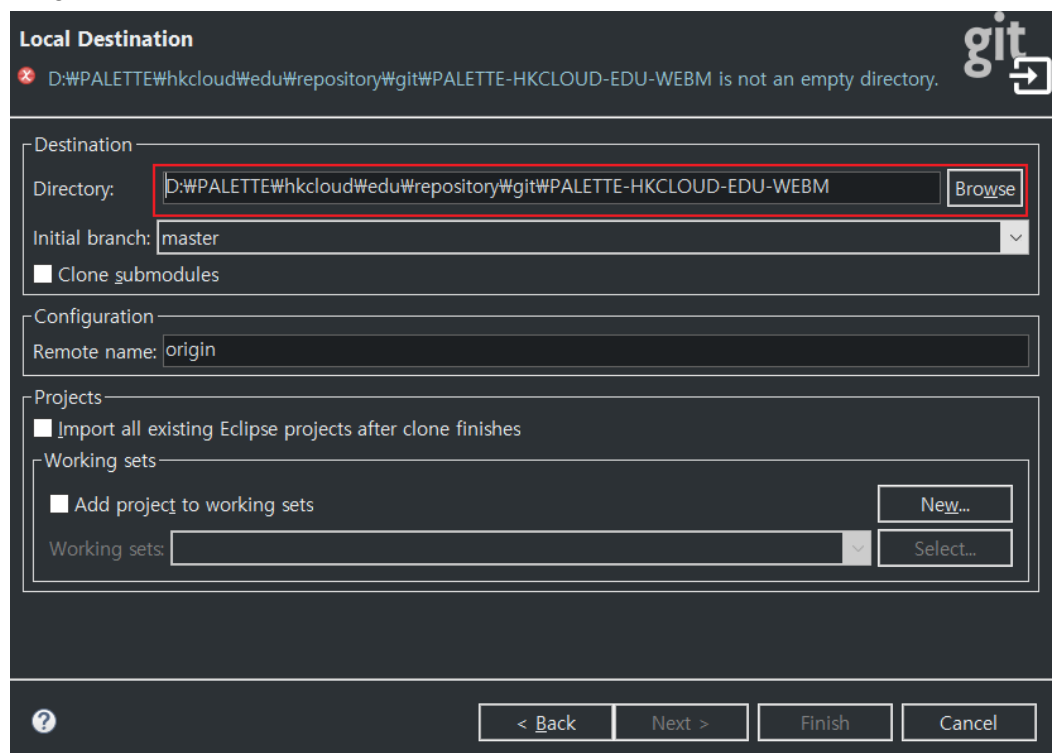 Local Destination
git
D:₩PALETTE₩hkcloud₩edu₩repository₩git₩PALETTE-HKCLOUD-EDU-WEBM is not an empty directory.
Destination
Directory: D:₩PALETTE₩hkcloud₩edu₩repository₩git₩PALETTE-HKCLOUD-EDU-WEBM Browse
Initial branch: master
Clone submodules
Configuration
Remote name: origin
Projects
Import all existing Eclipse projects after clone finishes
Working sets
Add project to working sets New...
Working sets: Select...
? < Back Next > Finish Cancel